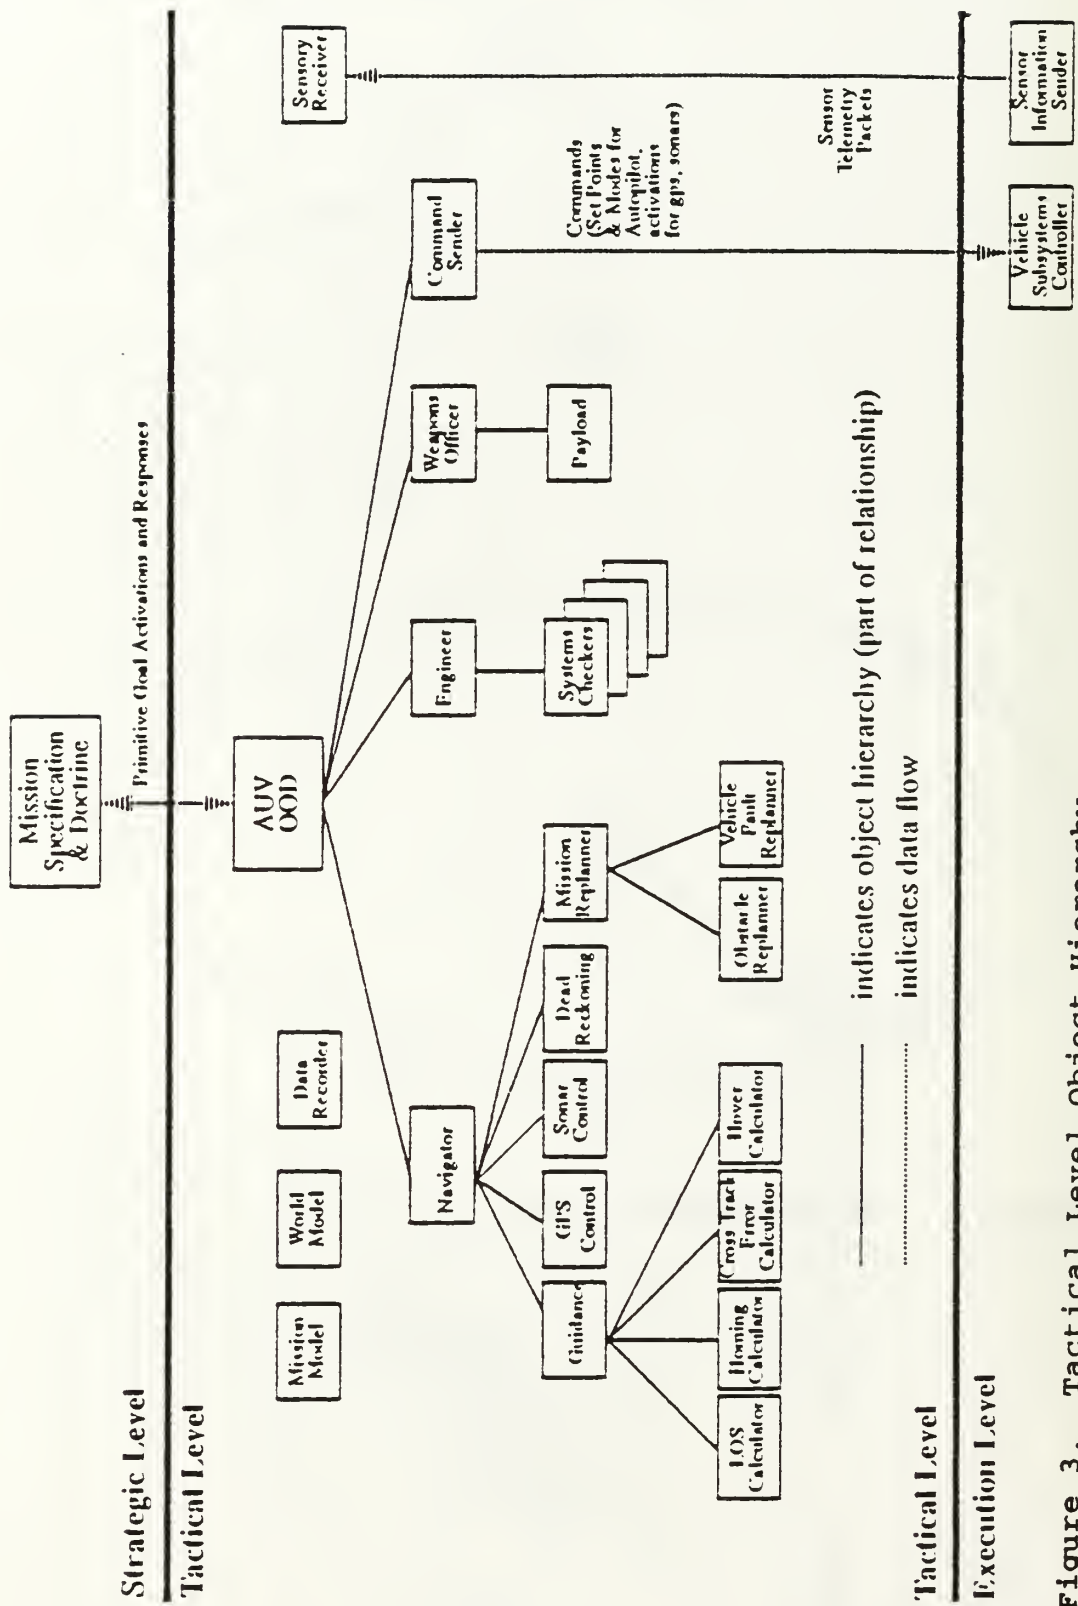 Strategic Level
Tactical Level
Mission
Specification
& Doctrine
Primitive Goal Activations and Responses
AUV
OOD
Mission
Model
World
Model
Data
Recorder
Sensory
Receiver
Navigator
Engineer
Weapons
Officer
Command
Sender
Guidance
GPS
Control
Sonar
Control
Dead
Reckoning
Mission
Replanner
Systems
Checkers
Payload
Commands
(Set Points
& Modes for
Autopilot,
activations
for gps, sonars)
LOS
Calculator
Homing
Calculator
Cross Track
Error
Calculator
Hover
Calculator
Obstacle
Replanner
Vehicle
Fault
Replanner
Sensor
Telemetry
Packets
indicates object hierarchy (part of relationship)
indicates data flow
Tactical Level
Execution Level
Vehicle
Subsystems
Controller
Sensor
Information
Sender
Figure 3. Tactical Level Object Hierarchy